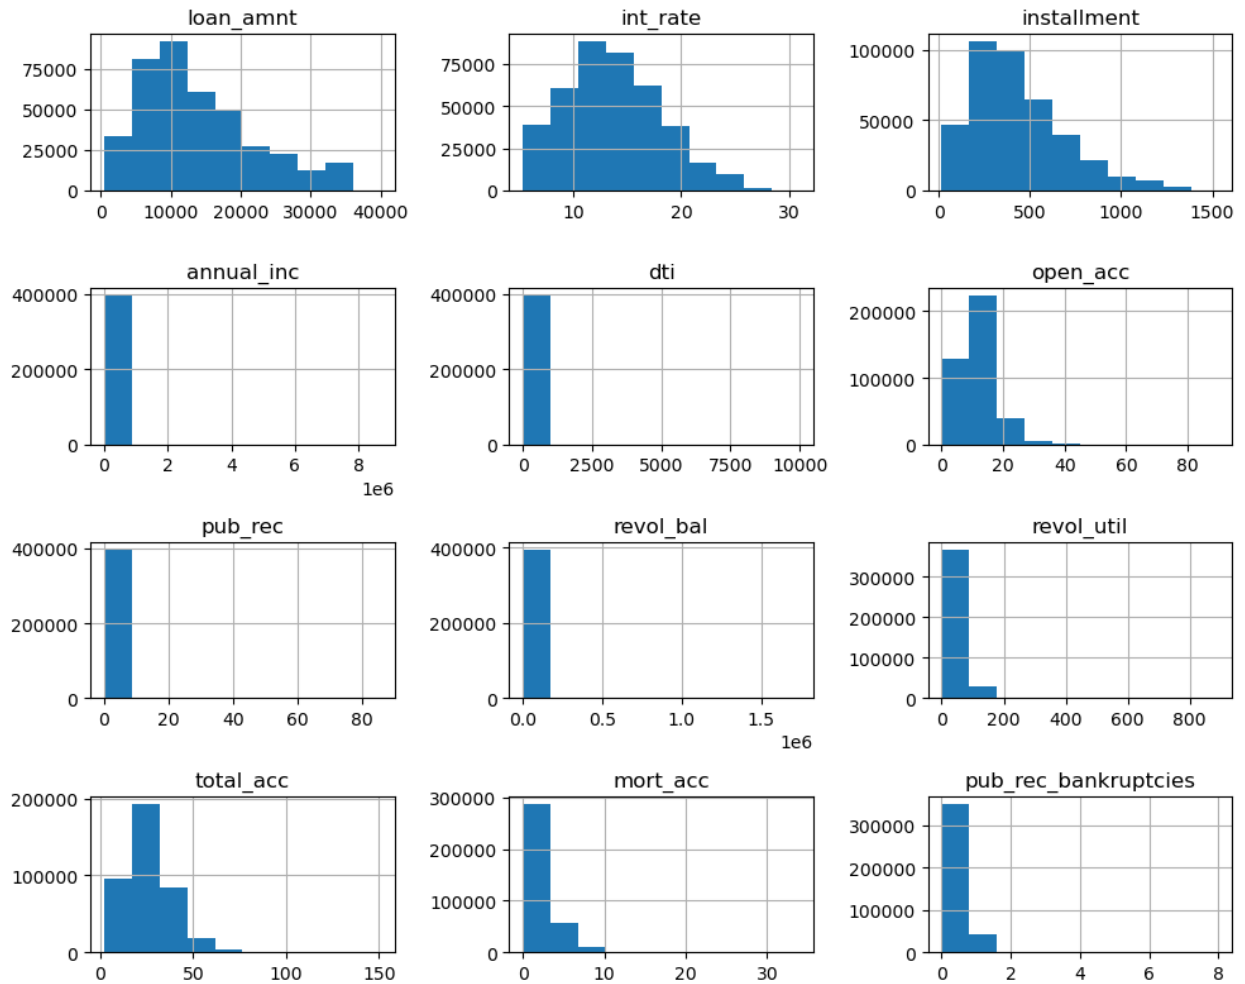 loan_amnt int_rate installment
75000 75000 100000
50000 50000 50000
25000 25000 0
0 0
0 10000 20000 30000 40000 10 20 30 0 500 1000 1500
annual_inc dti open_acc
400000 400000 200000
200000 200000 100000
0 0 0
0 2 4 6 8 0 2500 5000 7500 10000 0 20 40 60 80
1e6
pub_rec revol_bal revol_util
400000 400000 300000
200000 200000 200000
0 0 100000
0
0 20 40 60 80 0.0 0.5 1.0 1.5 0 200 400 600 800
1e6
total_acc mort_acc pub_rec_bankruptcies
200000 300000 300000
100000 200000 200000
0 100000 100000
0 0
0 50 100 150 0 10 20 30 0 2 4 6 8